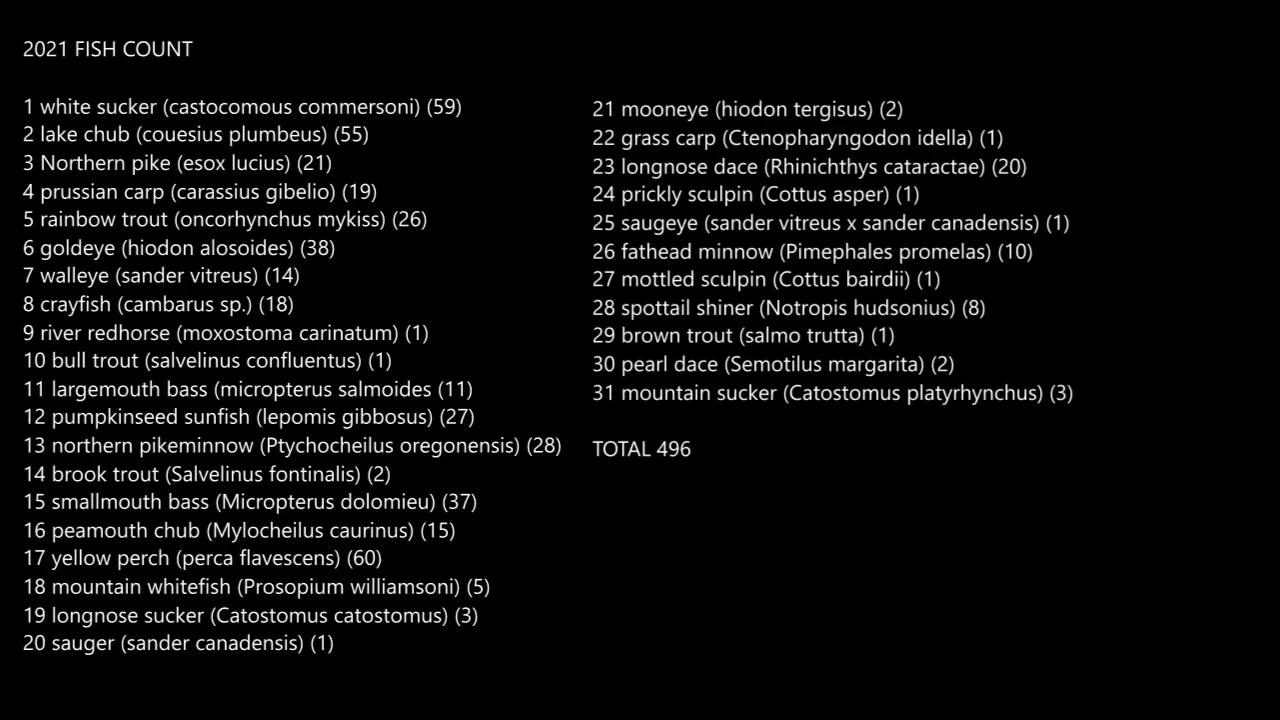 2021 FISH COUNT
1 white sucker (castocomous commersoni) (59)
2 lake chub (couesius plumbeus) (55)
3 Northern pike (esox lucius) (21)
4 prussian carp (carassius gibelio) (19)
5 rainbow trout (oncorhynchus mykiss) (26)
6 goldeye (hiodon alosoides) (38)
7 walleye (sander vitreus) (14)
8 crayfish (cambarus sp.) (18)
9 river redhorse (moxostoma carinatum) (1)
10 bull trout (salvelinus confluentus) (1)
11 largemouth bass (micropterus salmoides (11)
12 pumpkinseed sunfish (lepomis gibbosus) (27)
13 northern pikeminnow (Ptychocheilus oregonensis) (28)
14 brook trout (Salvelinus fontinalis) (2)
15 smallmouth bass (Micropterus dolomieu) (37)
16 peamouth chub (Mylocheilus caurinus) (15)
17 yellow perch (perca flavescens) (60)
18 mountain whitefish (Prosopium williamsoni) (5)
19 longnose sucker (Catostomus catostomus) (3)
20 sauger (sander canadensis) (1)
21 mooneye (hiodon tergisus) (2)
22 grass carp (Ctenopharyngodon idella) (1)
23 longnose dace (Rhinichthys cataractae) (20)
24 prickly sculpin (Cottus asper) (1)
25 saugeye (sander vitreus x sander canadensis) (1)
26 fathead minnow (Pimephales promelas) (10)
27 mottled sculpin (Cottus bairdii) (1)
28 spottail shiner (Notropis hudsonius) (8)
29 brown trout (salmo trutta) (1)
30 pearl dace (Semotilus margarita) (2)
31 mountain sucker (Catostomus platyrhynchus) (3)
TOTAL 496